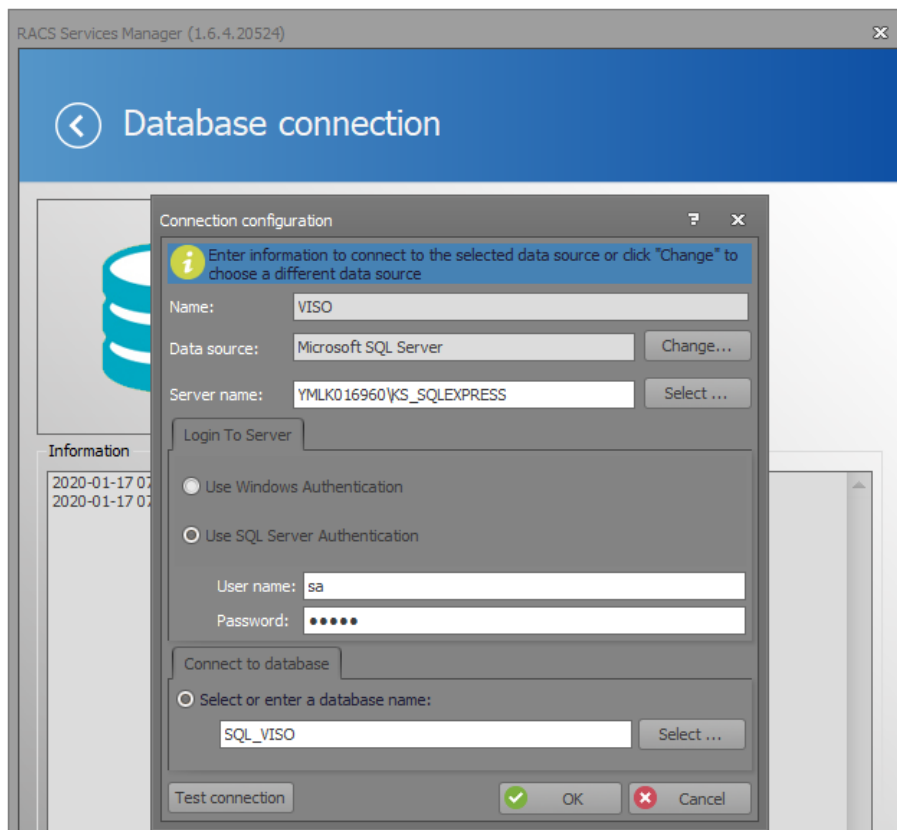 RACS Services Manager (1.6.4.20524)
Database connection
Connection configuration
Enter information to connect to the selected data source or click "Change" to
choose a different data source
Name: VISO
Data source: Microsoft SQL Server Change...
Server name: YMLK016960\KS_SQLEXPRESS Select ...
Login To Server
Information
2020-01-17 07
2020-01-17 07
Use Windows Authentication
Use SQL Server Authentication
User name: sa
Password: •••••
Connect to database
Select or enter a database name:
SQL_VISO Select ...
Test connection OK Cancel